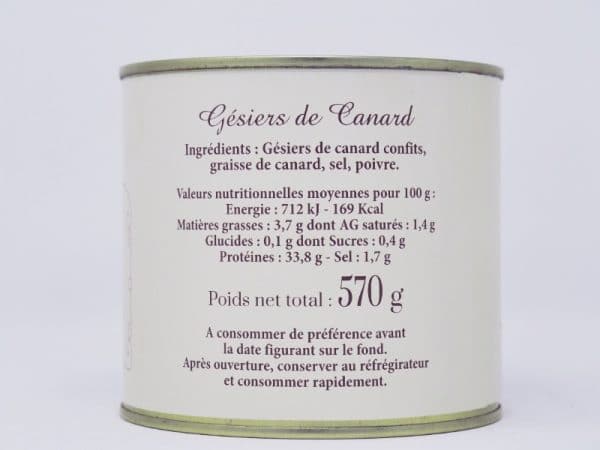 Gésiers de Canard
Ingrédients : Gésiers de canard confits,
graisse de canard, sel, poivre.
Valeurs nutritionnelles moyennes pour 100 g :
Energie : 712 kJ - 169 Kcal
Matières grasses : 3,7 g dont AG saturés : 1,4 g
Glucides : 0,1 g dont Sucres : 0,4 g
Protéines : 33,8 g - Sel : 1,7 g
Poids net total : 570 g
A consommer de préférence avant
la date figurant sur le fond.
Après ouverture, conserver au réfrégirateur
et consommer rapidement.